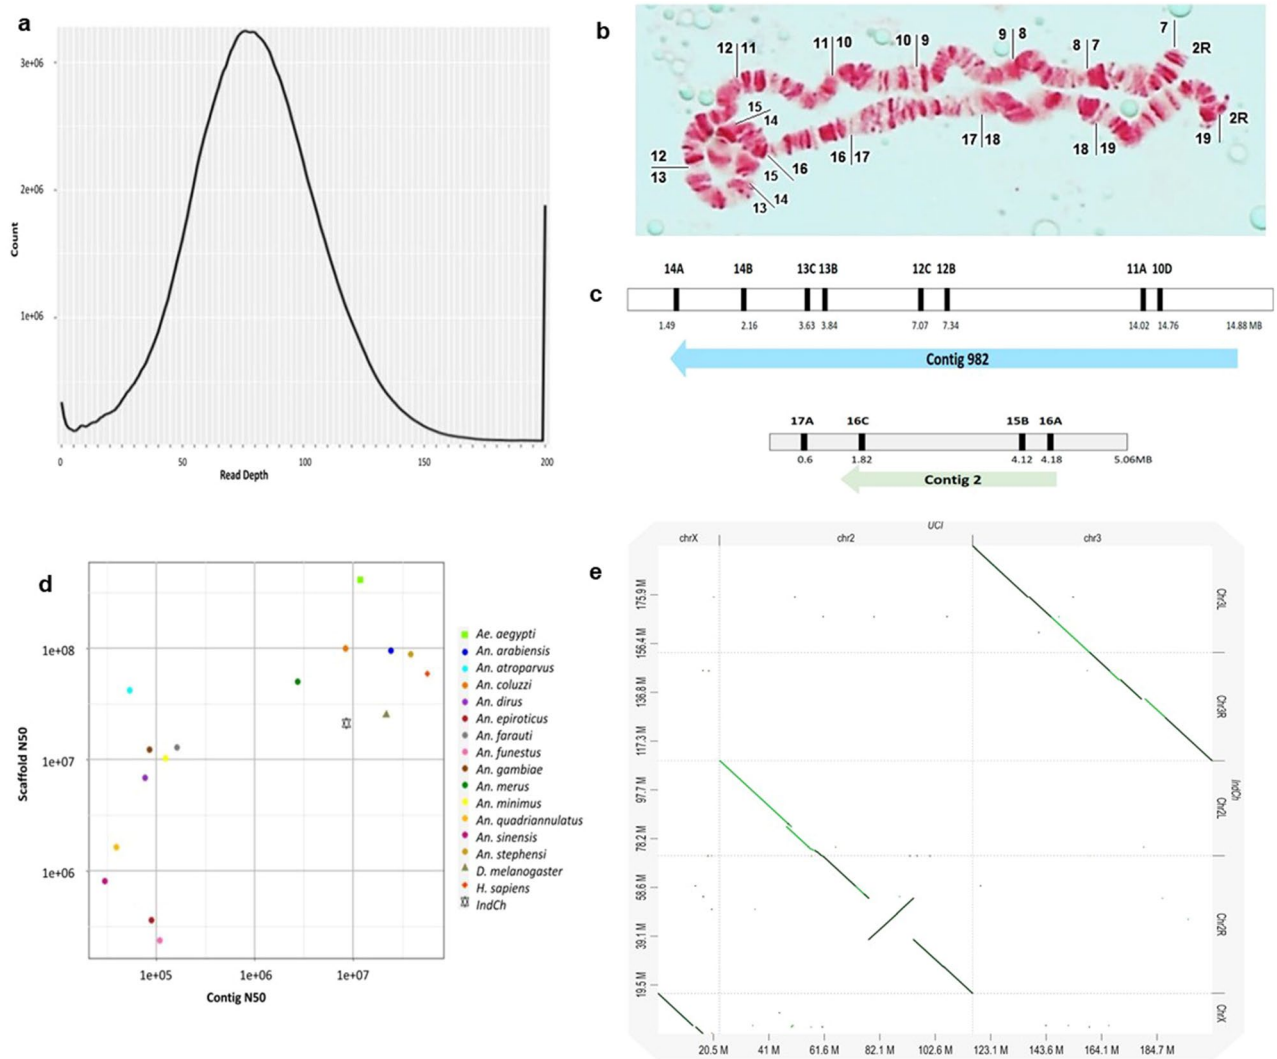 a
3e+06
2e+06
1e+06
Count
0 50 100 150 200
Read Depth
b
12 11 11 10 10 9 9 8 8 7 7
2R
15
14
12
13
16 17 17 18 18 19 19
2R
15 16
13 14
c
14A 14B 13C 13B 12C 12B 11A 10D
1.49 2.16 3.63 3.84 7.07 7.34 14.02 14.76 14.88 MB
Contig 982
17A 16C 15B 16A
0.6 1.82 4.12 4.18 5.06MB
Contig 2
d
1e+08
1e+07
1e+06
Scaffold N50
1e+05 1e+06 1e+07
Contig N50
Ae. aegypti
An. arabiensis
An. atroparvus
An. coluzzi
An. dirus
An. epiroticus
An. farauti
An. funestus
An. gambiae
An. merus
An. minimus
An. quadriannulatus
An. sinensis
An. stephensi
D. melanogaster
H. sapiens
IndCh
e
UCI
chrX chr2 chr3
175.9 M
156.4 M
136.8 M
117.3 M
97.7 M
78.2 M
58.6 M
39.1 M
19.5 M
Chr3L
Chr3R
Chr2L
Chr2R
ChrX
IndCh
20.5 M 41 M 61.6 M 82.1 M 102.6 M 123.1 M 143.6 M 164.1 M 184.7 M